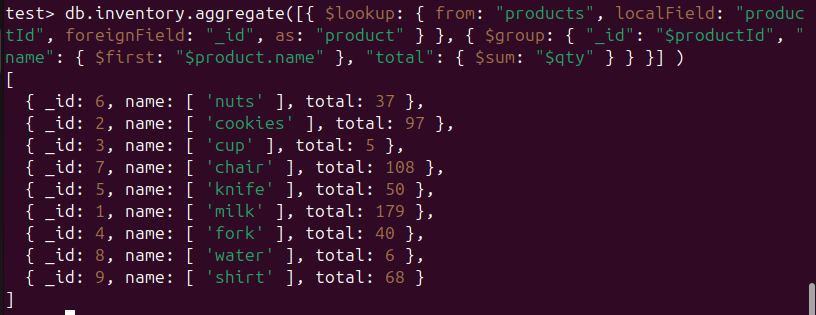 test> db.inventory.aggregate([{ $lookup: { from: "products", localField: "produc
tId", foreignField: "_id", as: "product" } }, { $group: { "_id": "$productId", "
name": { $first: "$product.name" }, "total": { $sum: "$qty" } } }] )
[
  { _id: 6, name: [ 'nuts' ], total: 37 },
  { _id: 2, name: [ 'cookies' ], total: 97 },
  { _id: 3, name: [ 'cup' ], total: 5 },
  { _id: 7, name: [ 'chair' ], total: 108 },
  { _id: 5, name: [ 'knife' ], total: 50 },
  { _id: 1, name: [ 'milk' ], total: 179 },
  { _id: 4, name: [ 'fork' ], total: 40 },
  { _id: 8, name: [ 'water' ], total: 6 },
  { _id: 9, name: [ 'shirt' ], total: 68 }
]